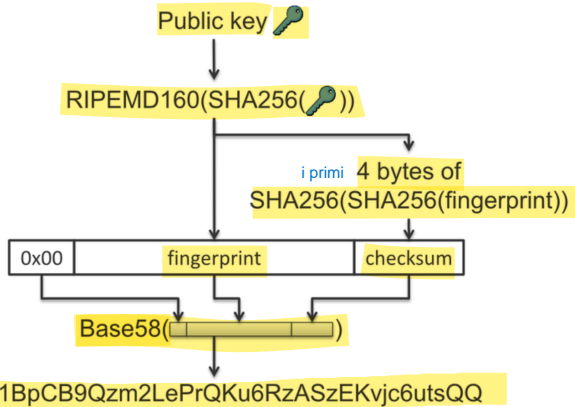 Public key
RIPEMD160(SHA256( ))
i primi 4 bytes of
SHA256(SHA256(fingerprint))
0x00 fingerprint checksum
Base58( )
1BpCB9Qzm2LePrQKu6RzASzEKvjc6utsQQ